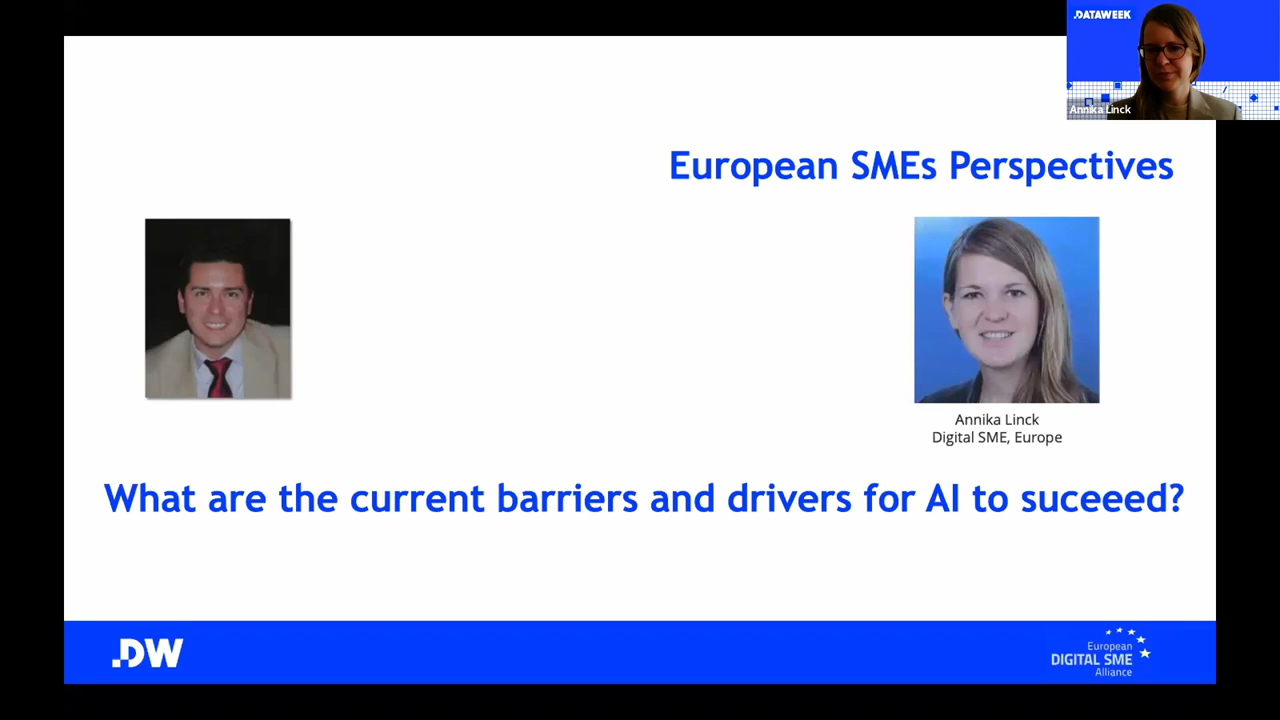 .DATAWEEK
Annika Linck
European SMEs Perspectives
Annika Linck
Digital SME, Europe
What are the current barriers and drivers for AI to suceeed?
.DW
European
DIGITAL SME
Alliance